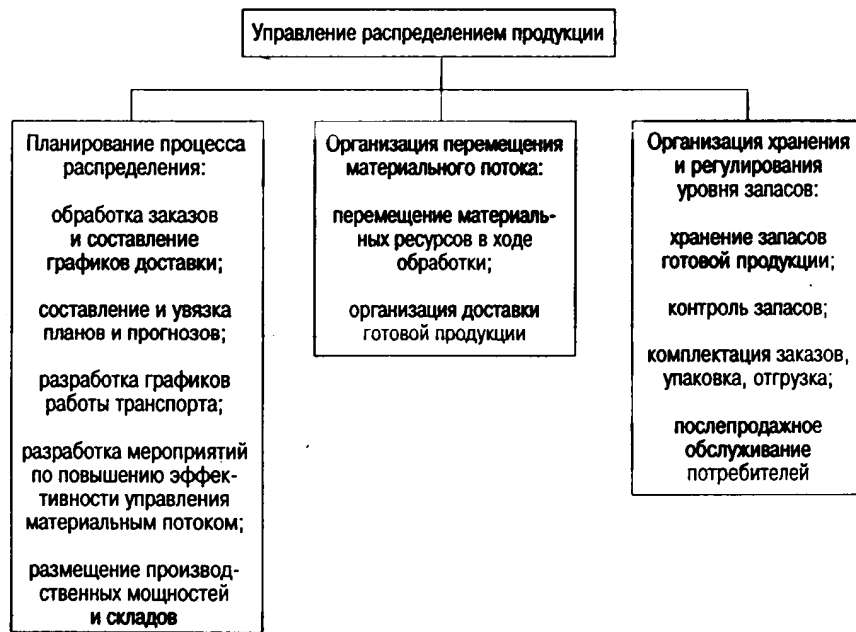 Управление распределением продукции
Планирование процесса
распределения:
обработка заказов
и составление
графиков доставки;
составление и увязка
планов и прогнозов;
разработка графиков
работы транспорта;
разработка мероприятий
по повышению эффек-
тивности управления
материальным потоком;
размещение производ-
ственных мощностей
и складов
Организация перемещения
материального потока:
перемещение материаль-
ных ресурсов в ходе
обработки;
организация доставки
готовой продукции
Организация хранения
и регулирования
уровня запасов:
хранение запасов
готовой продукции;
контроль запасов;
комплектация заказов,
упаковка, отгрузка;
послепродажное
обслуживание
потребителей